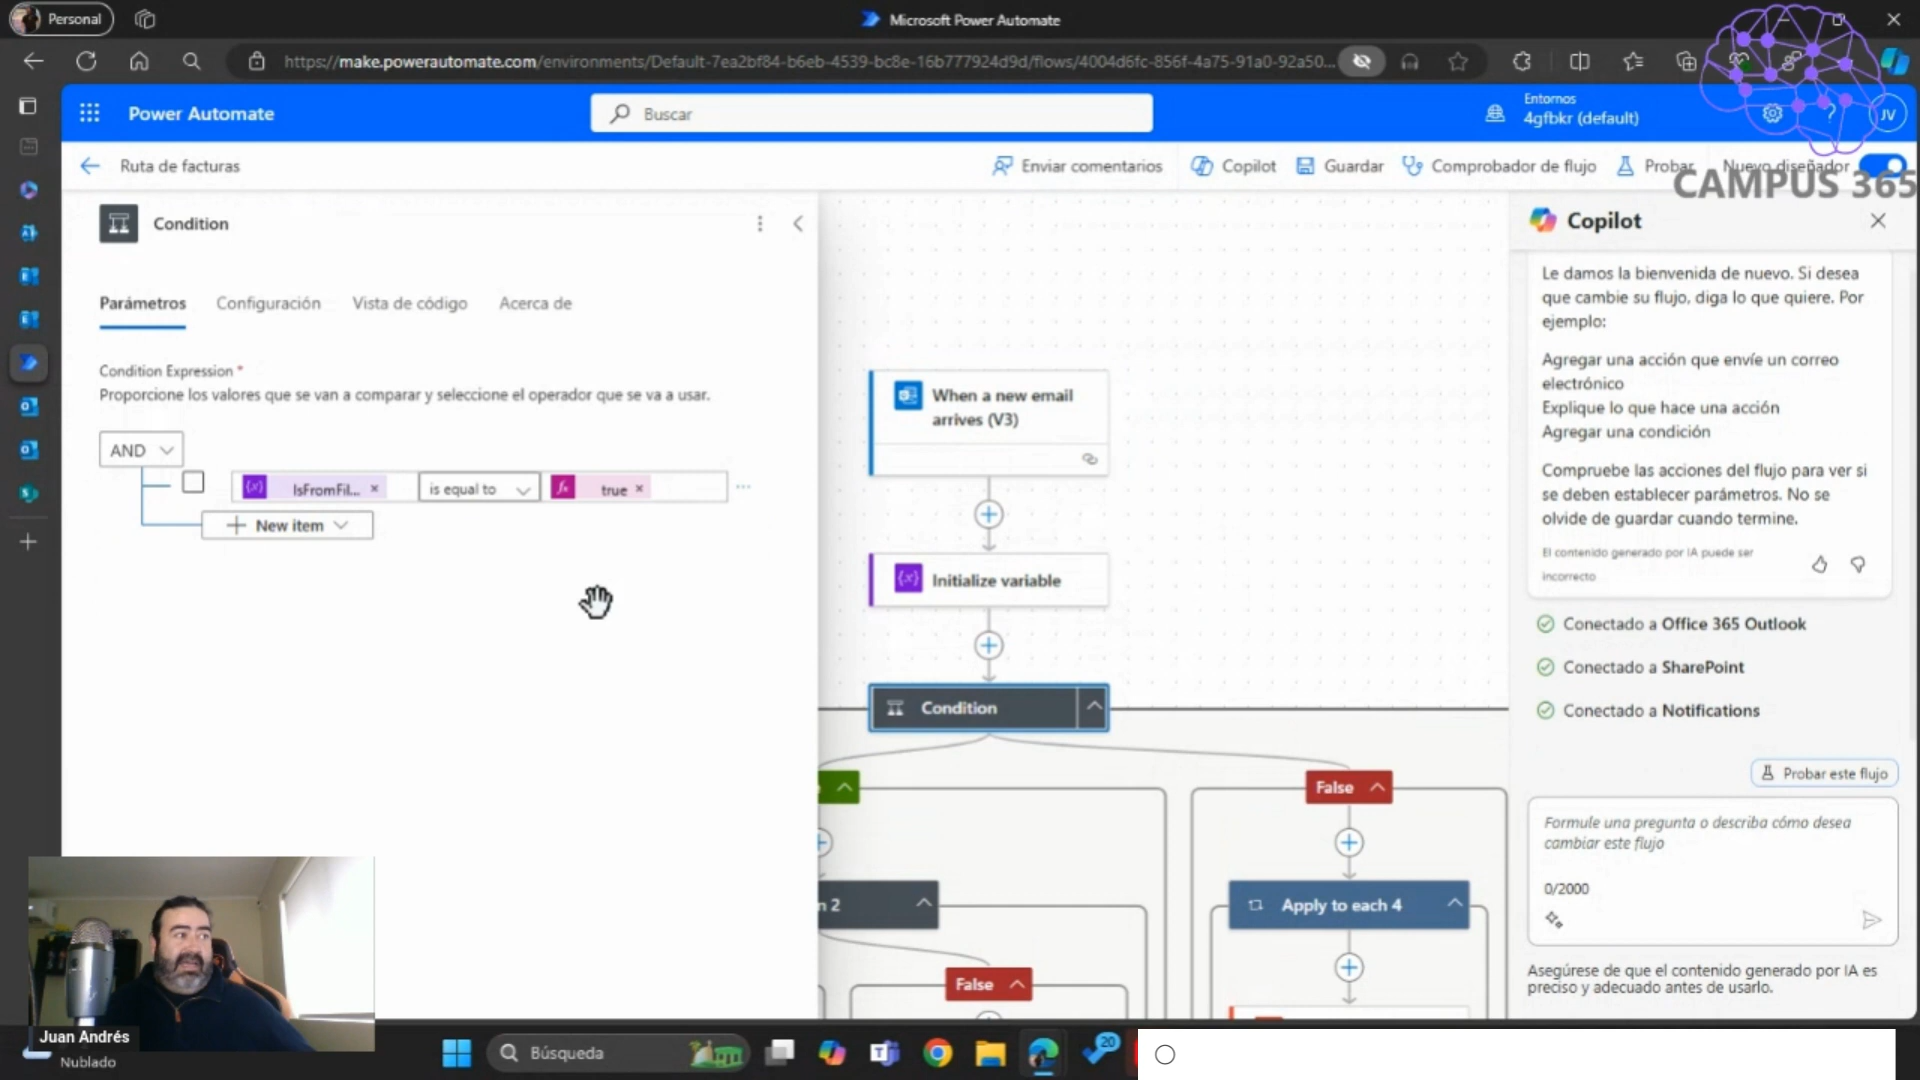 Personal
Microsoft Power Automate
https://make.powerautomate.com/environments/Default-7ea2bf84-b6eb-4539-bc8e-16b777924d9d/flows/4004d6fc-856f-4a75-91a0-92a50...
Power Automate
Buscar
Entornos
4gfbkr (default)
JV
Ruta de facturas
Enviar comentarios
Copilot
Guardar
Comprobador de flujo
Probar
Nuevo diseñador
CAMPUS 365
Condition
Parámetros
Configuración
Vista de código
Acerca de
Condition Expression *
Proporcione los valores que se van a comparar y seleccione el operador que se va a usar.
AND
IsFromFil...
is equal to
true
New item
When a new email
arrives (V3)
Initialize variable
Condition
False
n 2
Apply to each 4
False
Copilot
Le damos la bienvenida de nuevo. Si desea
que cambie su flujo, diga lo que quiere. Por
ejemplo:
Agregar una acción que envíe un correo
electrónico
Explique lo que hace una acción
Agregar una condición
Compruebe las acciones del flujo para ver si
se deben establecer parámetros. No se
olvide de guardar cuando termine.
El contenido generado por IA puede ser
incorrecto
Conectado a Office 365 Outlook
Conectado a SharePoint
Conectado a Notifications
Probar este flujo
Formule una pregunta o describa cómo desea
cambiar este flujo
0/2000
Asegúrese de que el contenido generado por IA es
preciso y adecuado antes de usarlo.
Juan Andrés
Nublado
Búsqueda
20